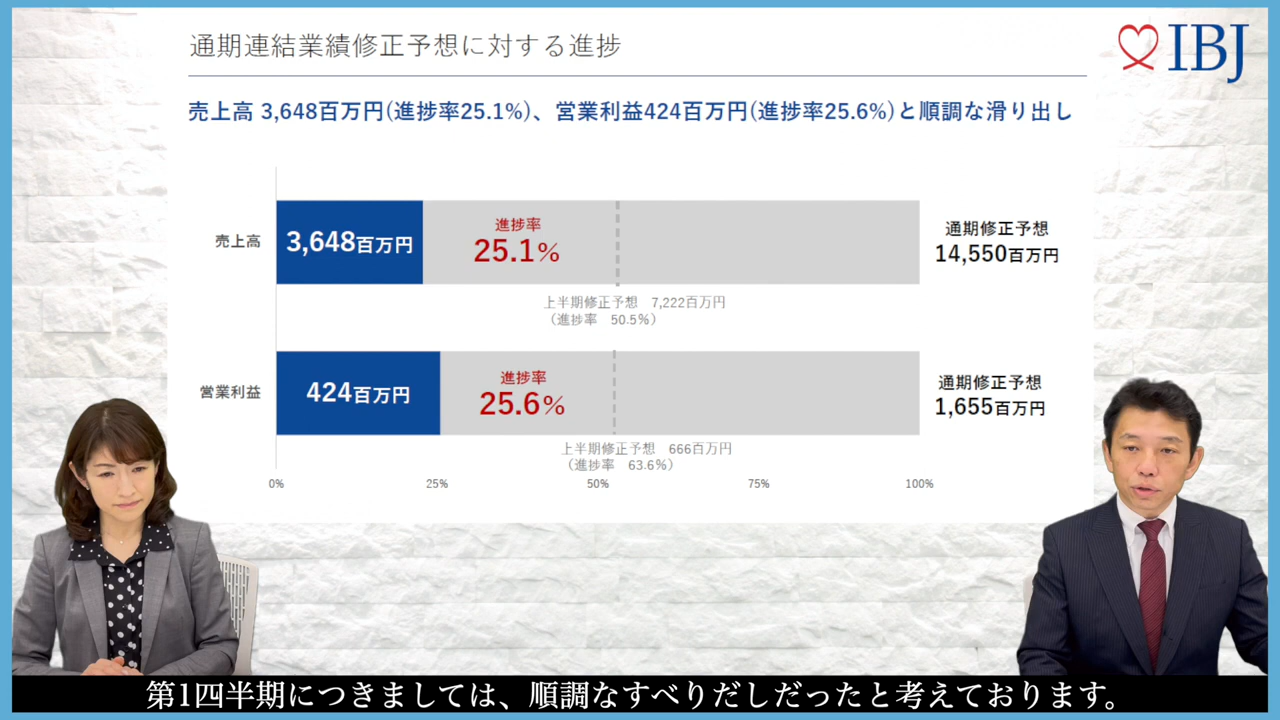 通期連結業績修正予想に対する進捗
IBJ
売上高 3,648百万円(進捗率25.1%)、営業利益424百万円(進捗率25.6%)と順調な滑り出し
売上高
3,648百万円
進捗率
25.1%
通期修正予想
14,550百万円
上半期修正予想 7,222百万円
(進捗率 50.5%)
営業利益
424百万円
進捗率
25.6%
通期修正予想
1,655百万円
上半期修正予想 666百万円
(進捗率 63.6%)
0% 25% 50% 75% 100%
第1四半期につきましては、順調なすべりだしだったと考えております。